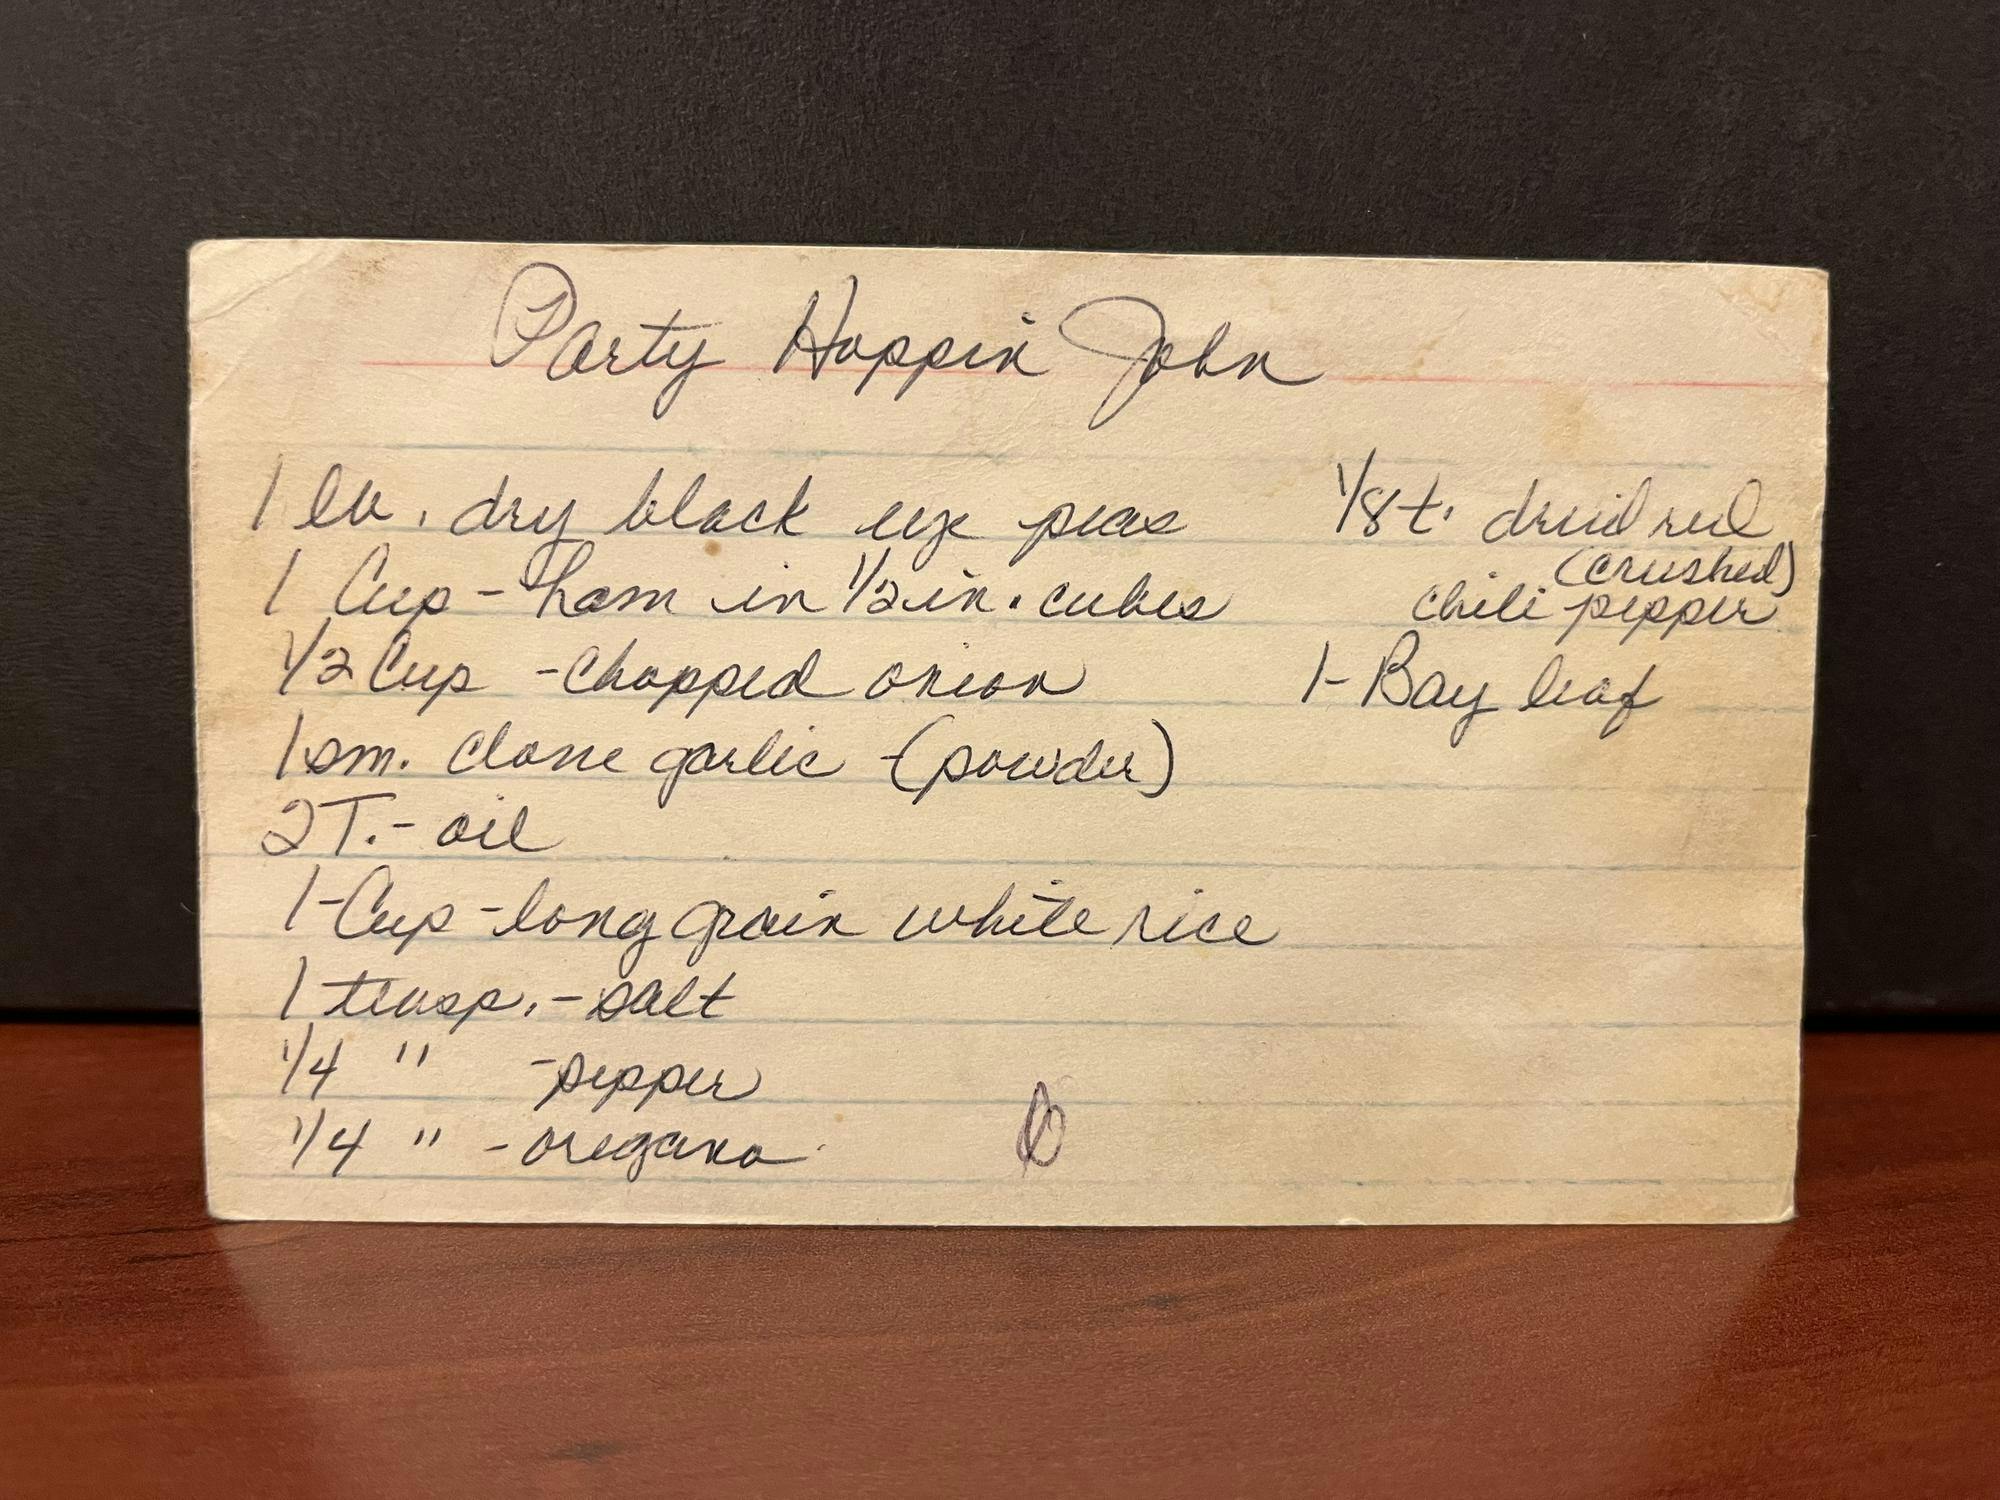 Party Hoppin John
1 lb. dry black eye peas
1 Cup - ham in 1/2 in. cubes
1/2 Cup - chopped onion
1 sm. clove garlic - (powder)
2T. - oil
1 - Cup - long grain white rice
1 teasp. - salt
1/4 " - pepper
1/4 " - oregano
1/8 t. dried red
(crushed)
chili pepper
1 - Bay leaf